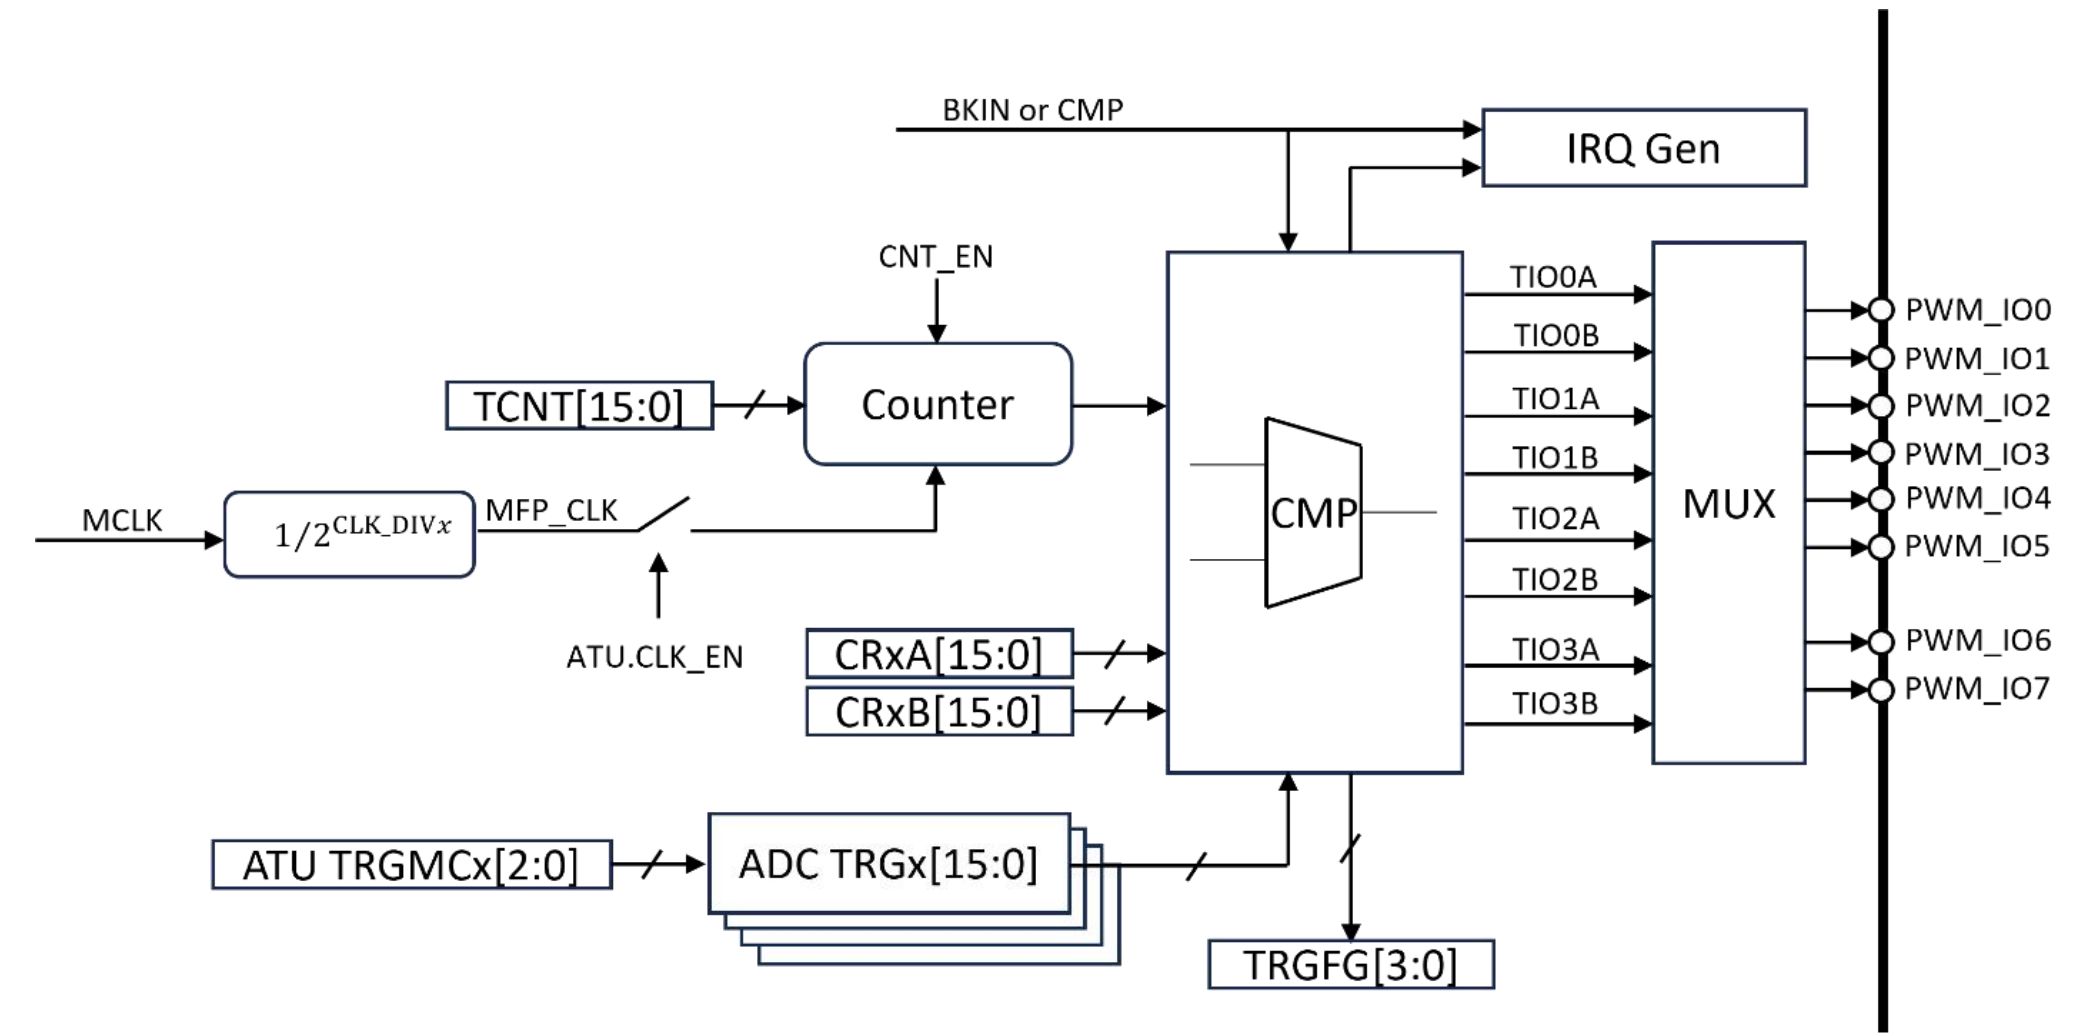 BKIN or CMP
IRQ Gen
CNT_EN
TIO0A
PWM_IO0
TIO0B
PWM_IO1
TCNT[15:0]
Counter
TIO1A
PWM_IO2
TIO1B
PWM_IO3
MCLK
1/2^CLK_DIVx
MFP_CLK
CMP
TIO2A
MUX
PWM_IO4
PWM_IO5
TIO2B
ATU.CLK_EN
CRxA[15:0]
TIO3A
PWM_IO6
CRxB[15:0]
TIO3B
PWM_IO7
ATU TRGMCx[2:0]
ADC TRGx[15:0]
TRGFG[3:0]